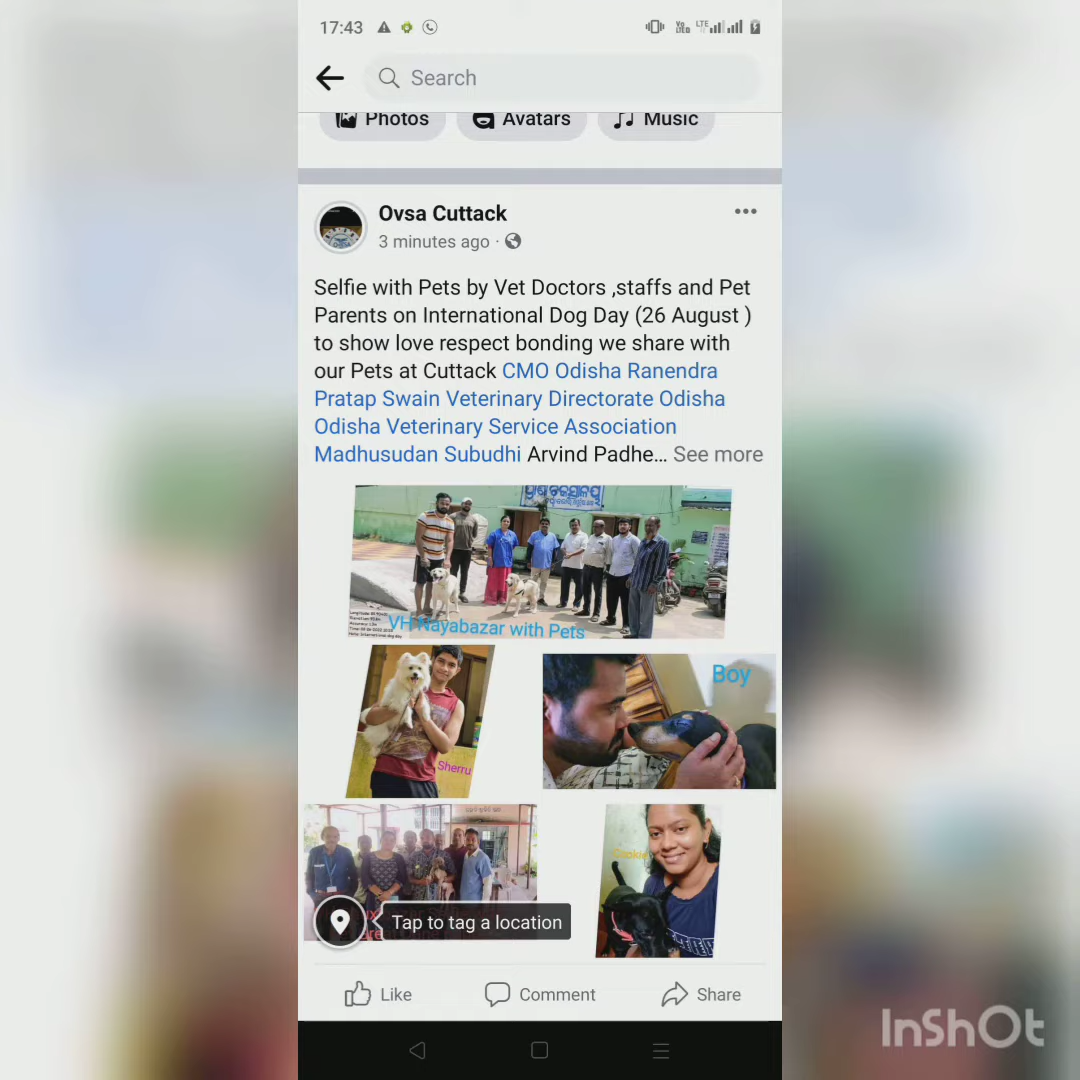 17:43
Search
Photos
Avatars
Music
Ovsa Cuttack
3 minutes ago ·
Selfie with Pets by Vet Doctors ,staffs and Pet
Parents on International Dog Day (26 August )
to show love respect bonding we share with
our Pets at Cuttack CMO Odisha Ranendra
Pratap Swain Veterinary Directorate Odisha
Odisha Veterinary Service Association
Madhusudan Subudhi Arvind Padhe... See more
VH Nayabazar with Pets
Boy
Sherru
Cookie
Tap to tag a location
Like
Comment
Share
InShOt